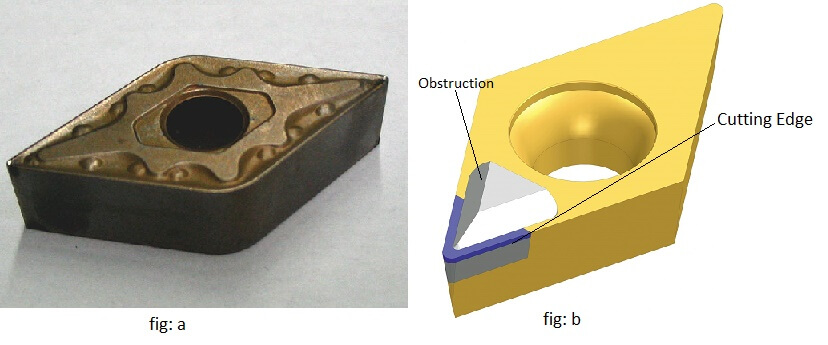 Obstruction
Cutting Edge
fig: a
fig: b